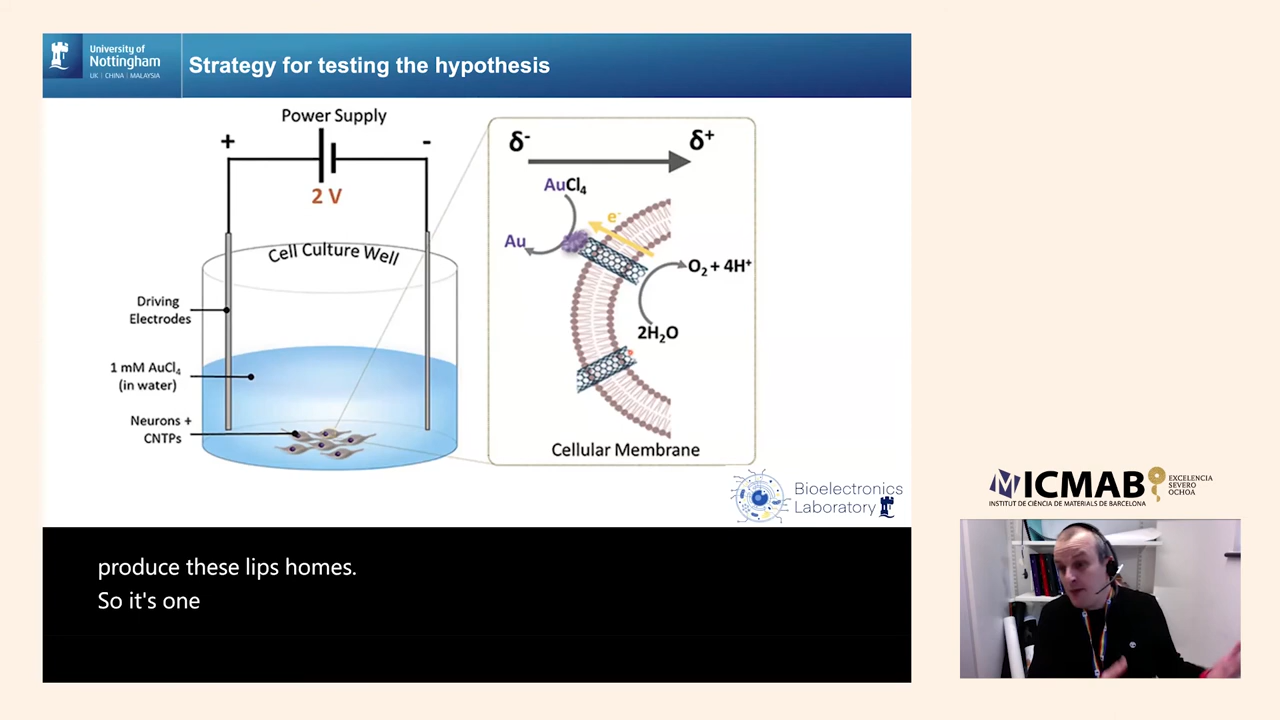 University of
Nottingham
UK | CHINA | MALAYSIA
Strategy for testing the hypothesis
Power Supply
+
-
2 V
Cell Culture Well
Driving
Electrodes
1 mM AuCl4
(in water)
Neurons +
CNTPs
δ-
δ+
AuCl4
e-
Au
O2 + 4H+
2H2O
Cellular Membrane
Bioelectronics
Laboratory
produce these lips homes.
So it's one
ICMAB
EXCELENCIA
SEVERO
OCHOA
INSTITUT DE CIÈNCIA DE MATERIALS DE BARCELONA